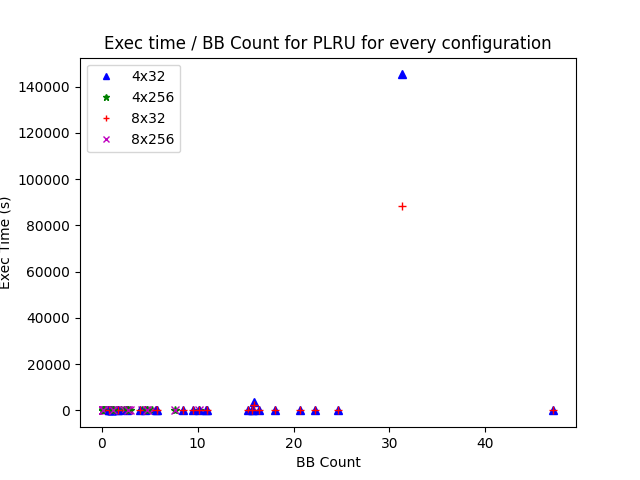 Exec time / BB Count for PLRU for every configuration
4x32
4x256
8x32
8x256
Exec Time (s)
140000
120000
100000
80000
60000
40000
20000
0
0 10 20 30 40
BB Count